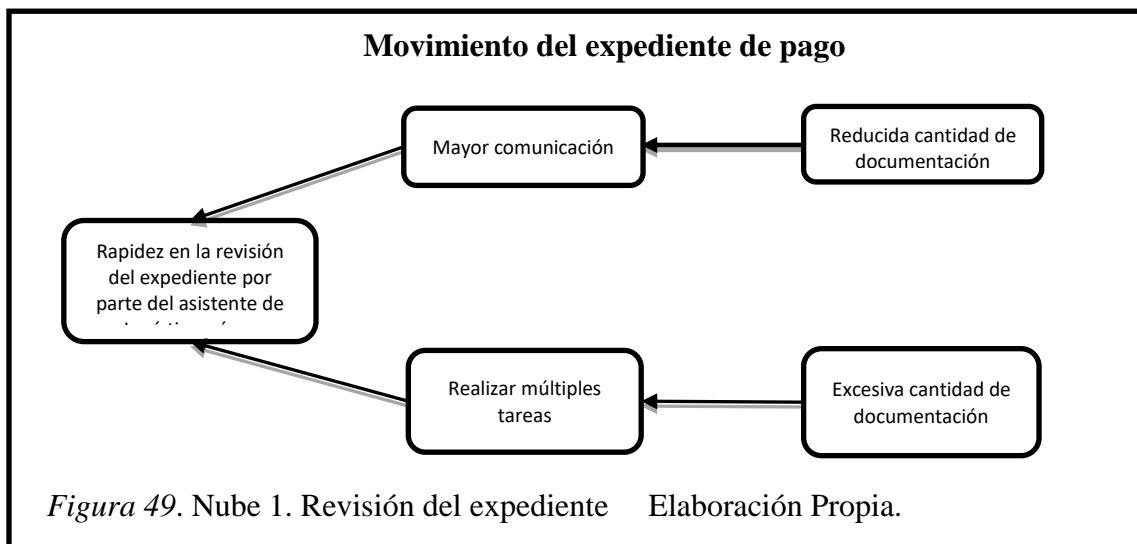 Movimiento del expediente de pago
Mayor comunicación
Reducida cantidad de
documentación
Rapidez en la revisión
del expediente por
parte del asistente de
Realizar múltiples
tareas
Excesiva cantidad de
documentación
Figura 49. Nube 1. Revisión del expediente Elaboración Propia.